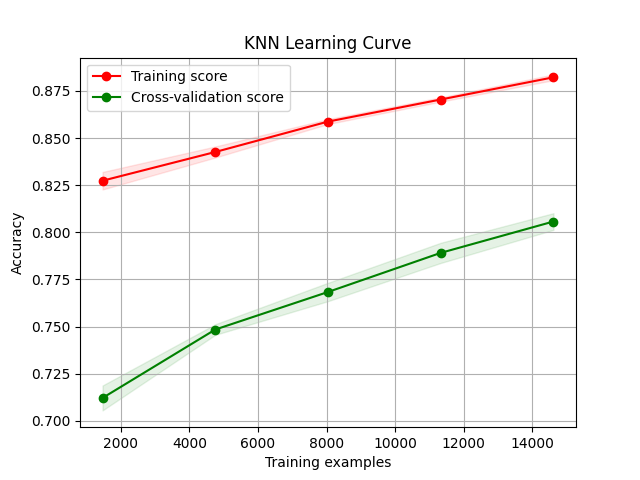 KNN Learning Curve
Training score
Cross-validation score
Accuracy
0.875
0.850
0.825
0.800
0.775
0.750
0.725
0.700
2000 4000 6000 8000 10000 12000 14000
Training examples